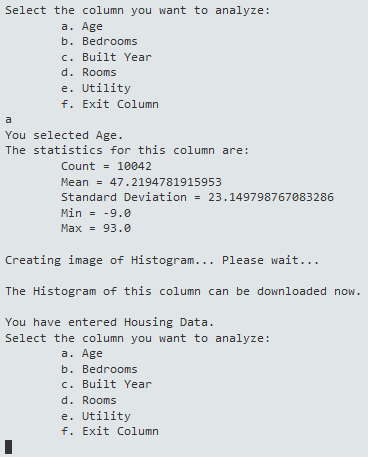 Select the column you want to analyze:
a. Age
b. Bedrooms
c. Built Year
d. Rooms
e. Utility
f. Exit Column
a
You selected Age.
The statistics for this column are:
Count = 10042
Mean = 47.2194781915953
Standard Deviation = 23.149798767083286
Min = -9.0
Max = 93.0
Creating image of Histogram... Please wait...
The Histogram of this column can be downloaded now.
You have entered Housing Data.
Select the column you want to analyze:
a. Age
b. Bedrooms
c. Built Year
d. Rooms
e. Utility
f. Exit Column